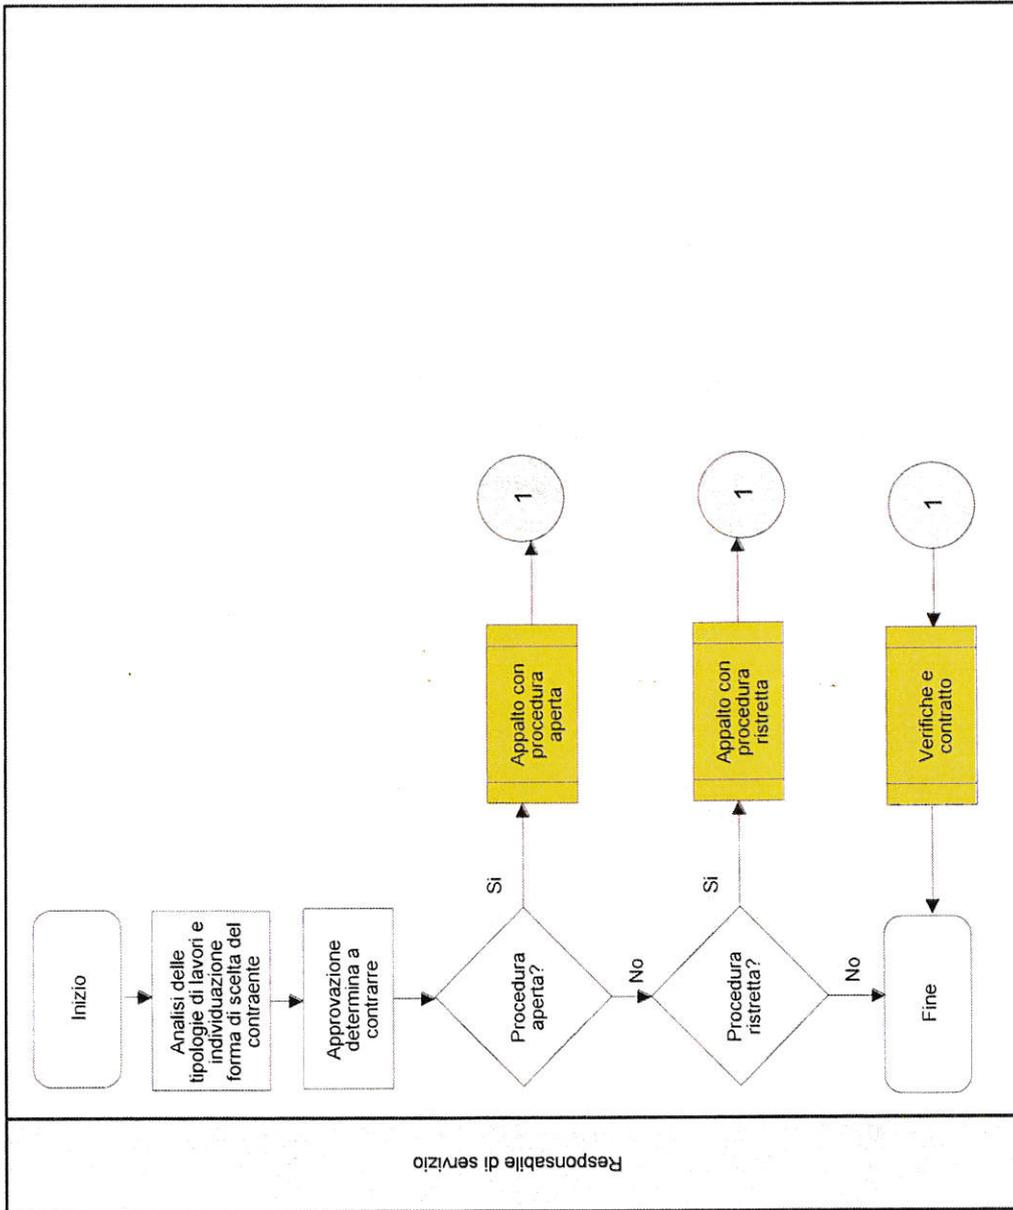 Responsabile di servizio
Inizio
Analisi delle
tipologie di lavori e
individuazione
forma di scelta del
contraente
Approvazione
determina a
contrarre
Procedura
aperta?
Si
Appalto con
procedura
aperta
1
No
Procedura
ristretta?
Si
Appalto con
procedura
ristretta
1
No
Fine
Verifiche e
contratto
1